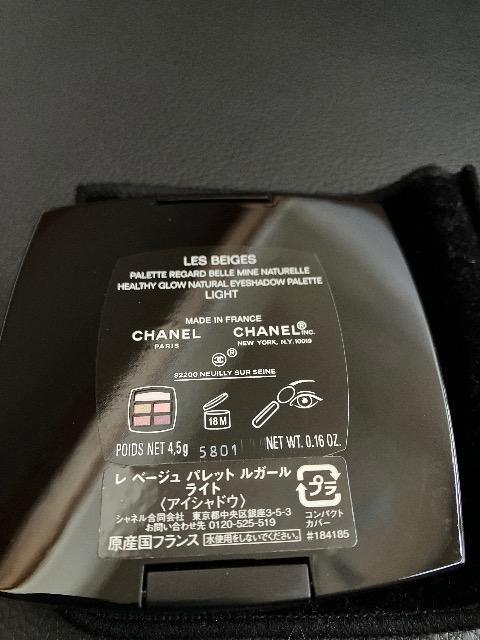 LES BEIGES
PALETTE REGARD BELLE MINE NATURELLE
HEALTHY GLOW NATURAL EYESHADOW PALETTE
LIGHT
MADE IN FRANCE
CHANEL CHANEL® INC.
PARIS NEW YORK, N.Y. 10019
®
92200 NEUILLY SUR SEINE
18M
POIDS NET 4,5g 5801 NET WT. 0.16 OZ.
レ ベージュ パレット ルガール
ライト
〈アイシャドウ〉
シャネル合同会社 東京都中央区銀座3-5-3
お問い合わせ先 0120-525-519
原産国フランス 水使用をしないでください。
プラ
コンパクト
カバー
#184185